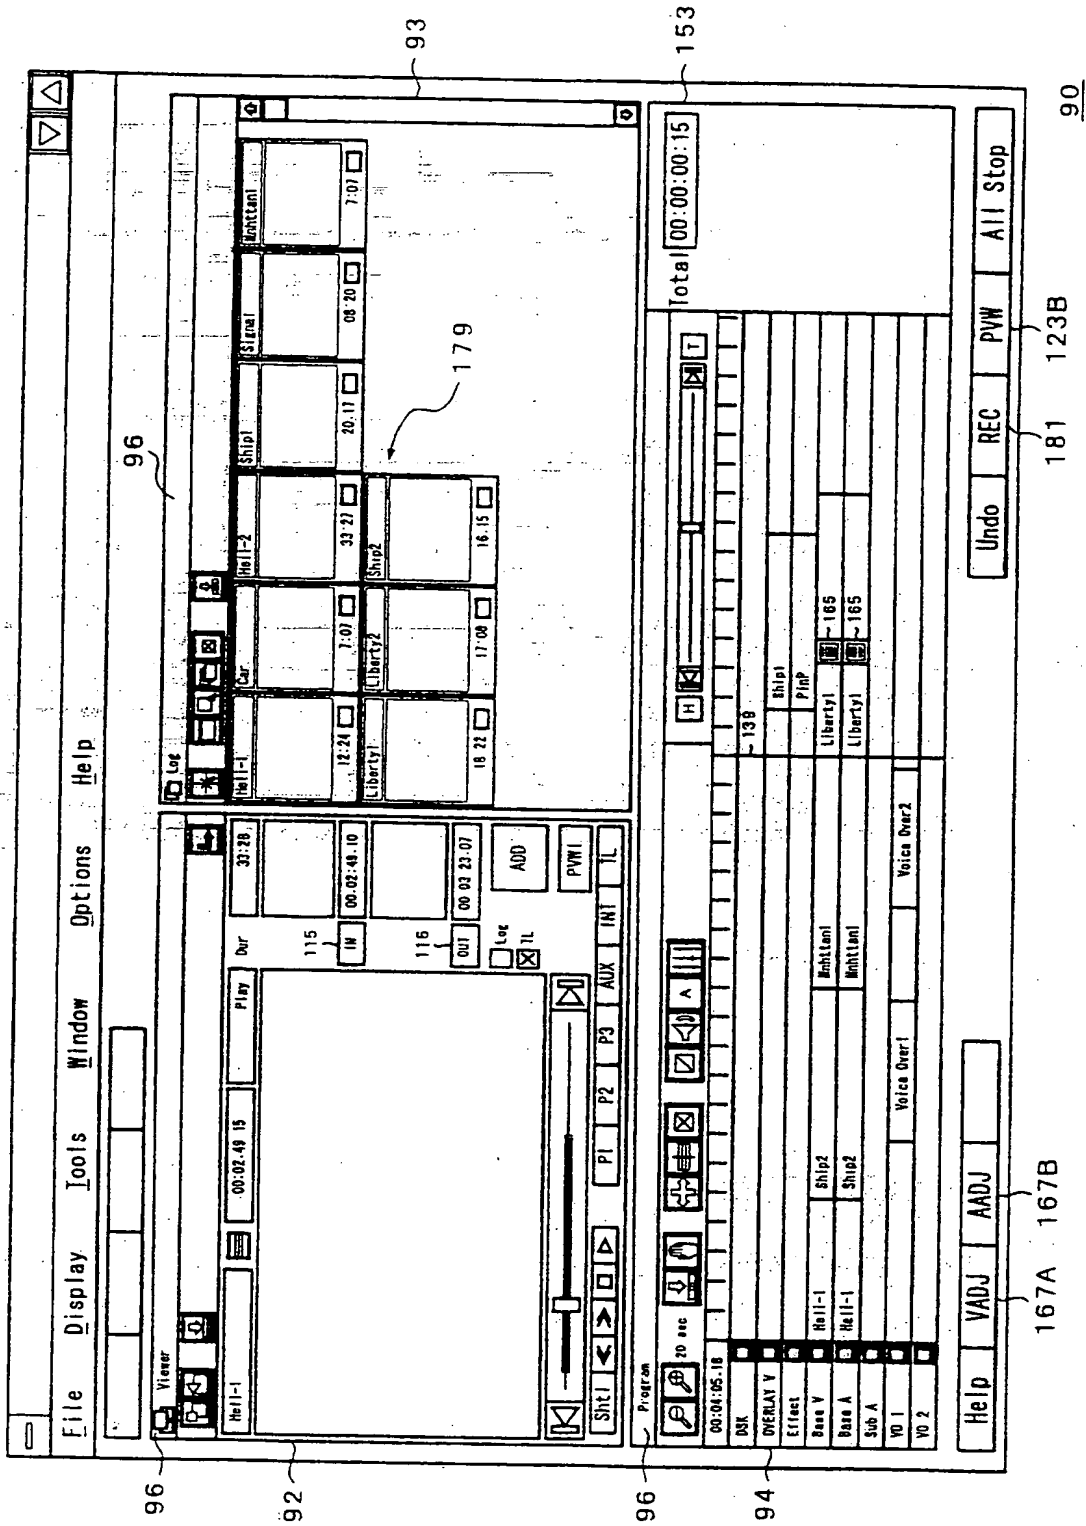 File Display Tools Window Options Help
96
Viewer
Hell-1 00:02.49 15 Play Dur 33:28
115
IN
00:02:49.10
116
OUT
00 03 23.07
Log
TL
ADD
PVW1
Shtl P1 P2 P3 AUX INT TL
92
96
Log
Hell-1 Car Hell-2 Ship1 Signal Mnhttan1
12:24 7:07 33:27 20.17 08:20 7:07
Liberty1 Liberty2 Ship2
18 22 17:08 16.15
179
93
96
Program
20 sec
A
H T
Total 00:00:00:15
153
00:04:05.18
139
DSK
OVERLAY V Ship1
Effect PinP
Base V Hell-1 Ship2 Mnhttan1 Liberty1 165
Base A Hell-1 Ship2 Mnhttan1 Liberty1 165
Sub A
VO 1 Voice Over1 Voice Over2
VO 2
94
Help VADJ AADJ Undo REC PVW All Stop
167A 167B 181 123B
90